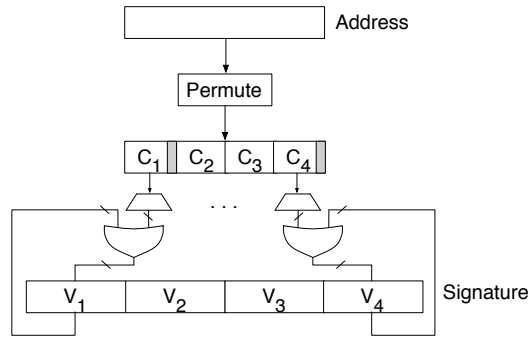 Address
Permute
C1 C2 C3 C4
. . .
V1 V2 V3 V4
Signature